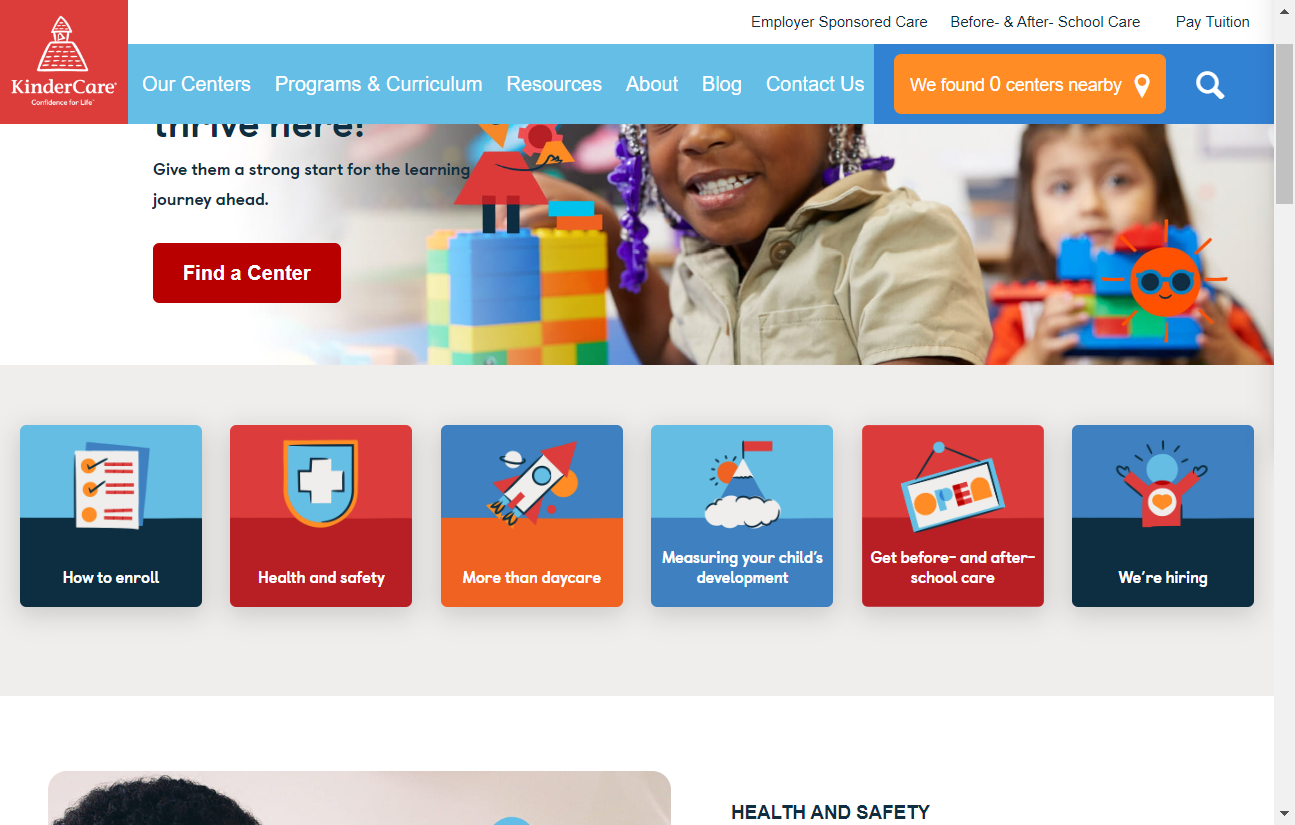 Employer Sponsored Care
Before- & After- School Care
Pay Tuition
KinderCare
Confidence for Life
Our Centers
Programs & Curriculum
Resources
About
Blog
Contact Us
We found 0 centers nearby
thrive here!
Give them a strong start for the learning
journey ahead.
Find a Center
OPEN
How to enroll
Health and safety
More than daycare
Measuring your child's
development
Get before- and after-
school care
We're hiring
HEALTH AND SAFETY